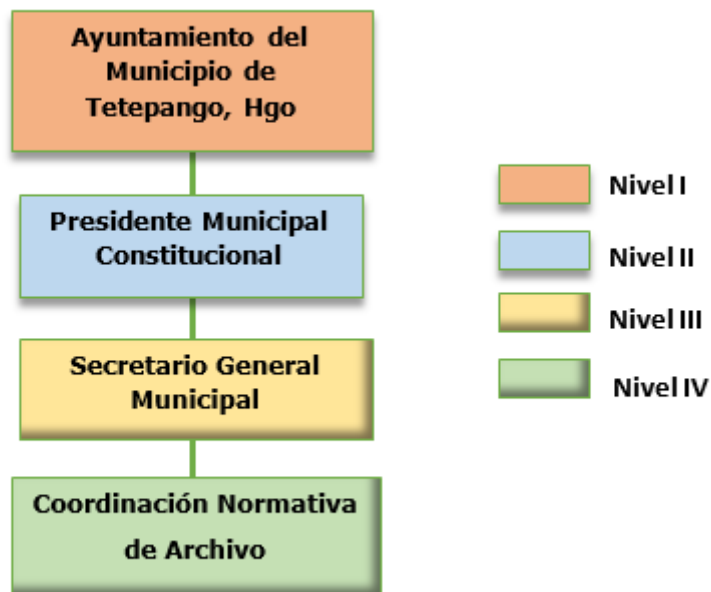 Ayuntamiento del
Municipio de
Tetepango, Hgo
Presidente Municipal
Constitucional
Secretario General
Municipal
Coordinación Normativa
de Archivo
Nivel I
Nivel II
Nivel III
Nivel IV